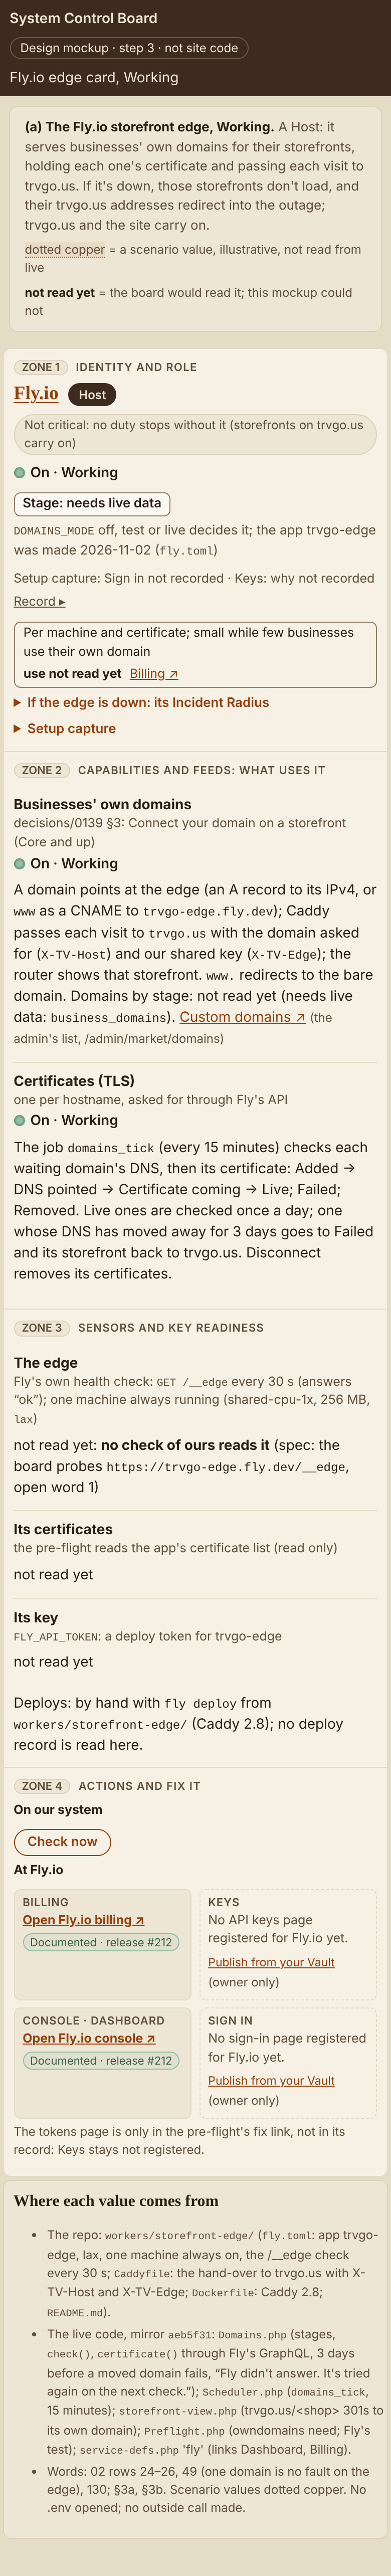 System Control Board
Design mockup · step 3 · not site code
Fly.io edge card, Working
(a) The Fly.io storefront edge, Working. A Host: it
serves businesses' own domains for their storefronts,
holding each one's certificate and passing each visit to
trvgo.us. If it's down, those storefronts don't load, and
their trvgo.us addresses redirect into the outage;
trvgo.us and the site carry on.
dotted copper = a scenario value, illustrative, not read from
live
not read yet = the board would read it; this mockup could
not
ZONE 1 IDENTITY AND ROLE
Fly.io Host
Not critical: no duty stops without it (storefronts on trvgo.us
carry on)
On · Working
Stage: needs live data
DOMAINS_MODE off, test or live decides it; the app trvgo-edge
was made 2026-11-02 (fly.toml)
Setup capture: Sign in not recorded · Keys: why not recorded
Record ▸
Per machine and certificate; small while few businesses
use their own domain
use not read yet Billing ↗
▶ If the edge is down: its Incident Radius
▶ Setup capture
ZONE 2 CAPABILITIES AND FEEDS: WHAT USES IT
Businesses' own domains
decisions/0139 §3: Connect your domain on a storefront
(Core and up)
On · Working
A domain points at the edge (an A record to its IPv4, or
www as a CNAME to trvgo-edge.fly.dev); Caddy
passes each visit to trvgo.us with the domain asked
for (X-TV-Host) and our shared key (X-TV-Edge); the
router shows that storefront. www. redirects to the bare
domain. Domains by stage: not read yet (needs live
data: business_domains). Custom domains ↗ (the
admin's list, /admin/market/domains)
Certificates (TLS)
one per hostname, asked for through Fly's API
On · Working
The job domains_tick (every 15 minutes) checks each
waiting domain's DNS, then its certificate: Added →
DNS pointed → Certificate coming → Live; Failed;
Removed. Live ones are checked once a day; one
whose DNS has moved away for 3 days goes to Failed
and its storefront back to trvgo.us. Disconnect
removes its certificates.
ZONE 3 SENSORS AND KEY READINESS
The edge
Fly's own health check: GET /__edge every 30 s (answers
“ok”); one machine always running (shared-cpu-1x, 256 MB,
lax)
not read yet: no check of ours reads it (spec: the
board probes https://trvgo-edge.fly.dev/__edge,
open word 1)
Its certificates
the pre-flight reads the app's certificate list (read only)
not read yet
Its key
FLY_API_TOKEN: a deploy token for trvgo-edge
not read yet
Deploys: by hand with fly deploy from
workers/storefront-edge/ (Caddy 2.8); no deploy
record is read here.
ZONE 4 ACTIONS AND FIX IT
On our system
Check now
At Fly.io
BILLING
Open Fly.io billing ↗
Documented · release #212
KEYS
No API keys page
registered for Fly.io yet.
Publish from your Vault
(owner only)
CONSOLE · DASHBOARD
Open Fly.io console ↗
Documented · release #212
SIGN IN
No sign-in page registered
for Fly.io yet.
Publish from your Vault
(owner only)
The tokens page is only in the pre-flight's fix link, not in its
record: Keys stays not registered.
Where each value comes from
• The repo: workers/storefront-edge/ (fly.toml: app trvgo-
edge, lax, one machine always on, the /__edge check
every 30 s; Caddyfile: the hand-over to trvgo.us with X-
TV-Host and X-TV-Edge; Dockerfile: Caddy 2.8;
README.md).
• The live code, mirror aeb5f31: Domains.php (stages,
check(), certificate() through Fly's GraphQL, 3 days
before a moved domain fails, “Fly didn't answer. It's tried
again on the next check.”); Scheduler.php (domains_tick,
15 minutes); storefront-view.php (trvgo.us/<shop> 301s to
its own domain); Preflight.php (owndomains need; Fly's
test); service-defs.php 'fly' (links Dashboard, Billing).
• Words: 02 rows 24–26, 49 (one domain is no fault on the
edge), 130; §3a, §3b. Scenario values dotted copper. No
.env opened; no outside call made.